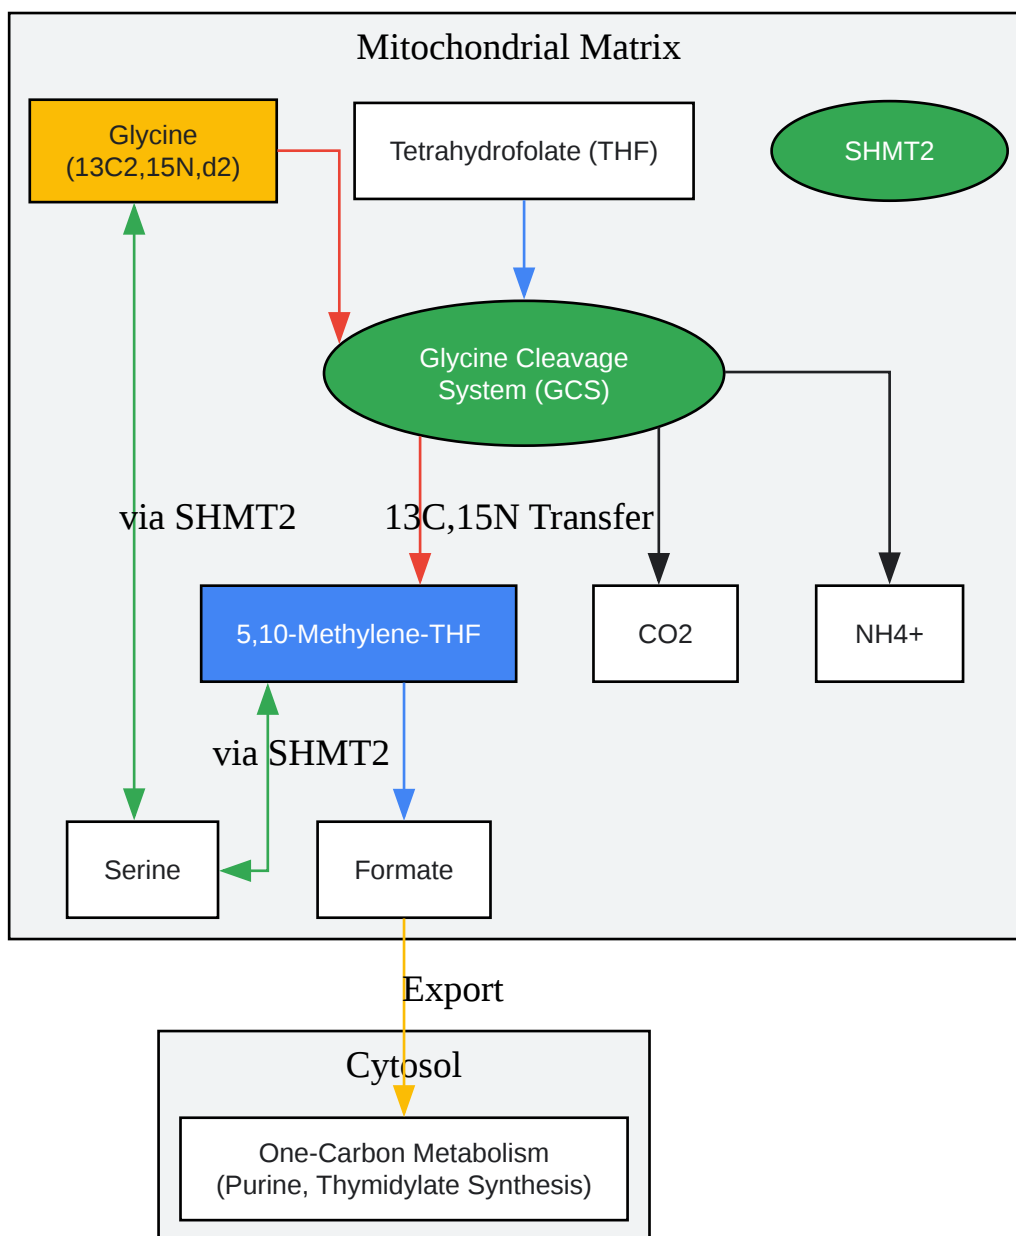 Mitochondrial Matrix
Glycine
(13C2,15N,d2)
Tetrahydrofolate (THF)
SHMT2
Glycine Cleavage
System (GCS)
via SHMT2
13C,15N Transfer
5,10-Methylene-THF
CO2
NH4+
via SHMT2
Serine
Formate
Export
Cytosol
One-Carbon Metabolism
(Purine, Thymidylate Synthesis)